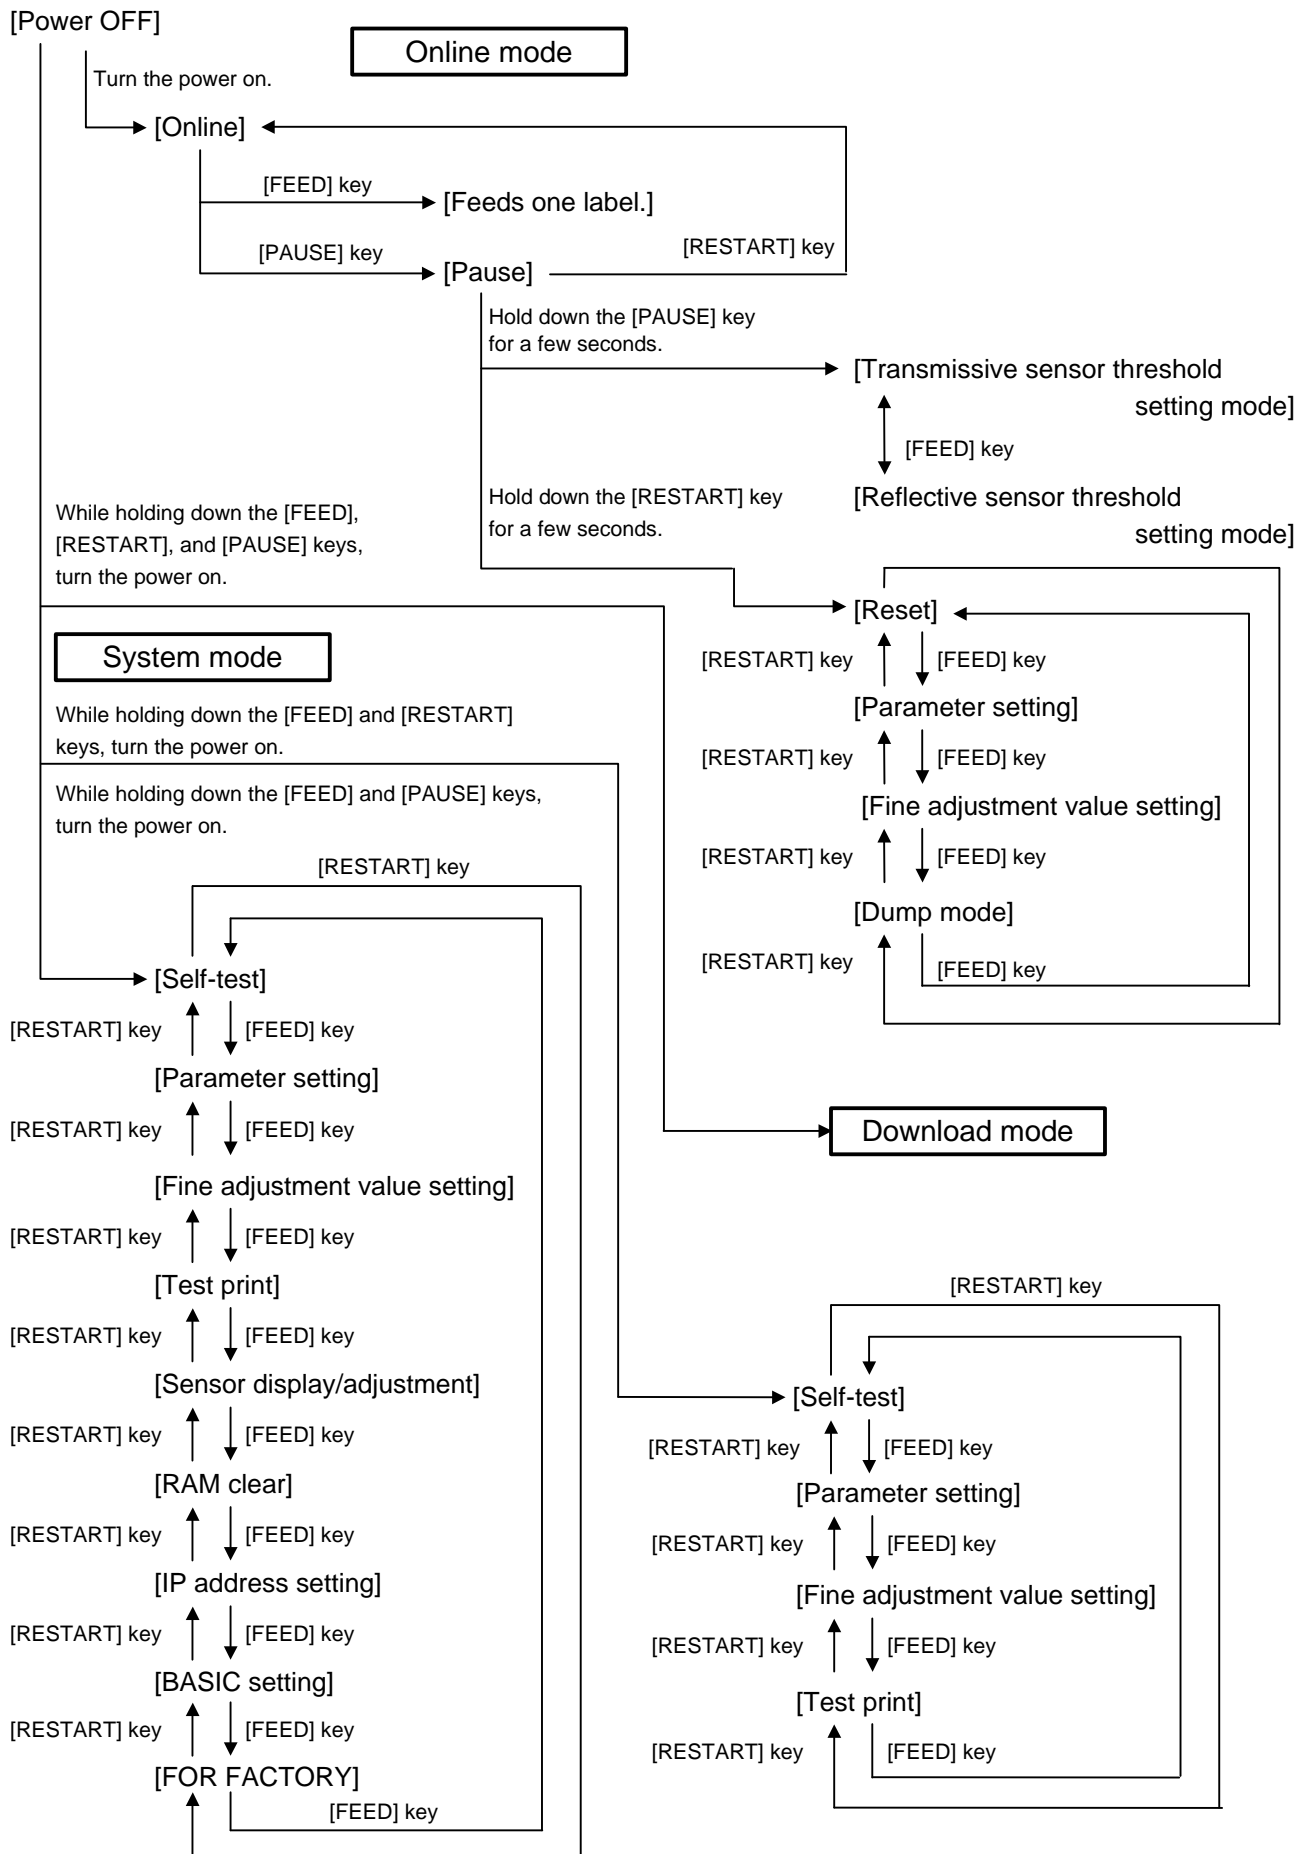 [Power OFF]
Online mode
Turn the power on.
[Online]
[FEED] key
[Feeds one label.]
[PAUSE] key
[RESTART] key
[Pause]
Hold down the [PAUSE] key
for a few seconds.
[Transmissive sensor threshold
setting mode]
[FEED] key
Hold down the [RESTART] key
for a few seconds.
[Reflective sensor threshold
setting mode]
While holding down the [FEED],
[RESTART], and [PAUSE] keys,
turn the power on.
[Reset]
[RESTART] key
[FEED] key
[Parameter setting]
[RESTART] key
[FEED] key
[Fine adjustment value setting]
[RESTART] key
[FEED] key
[Dump mode]
[RESTART] key
[FEED] key
System mode
While holding down the [FEED] and [RESTART]
keys, turn the power on.
While holding down the [FEED] and [PAUSE] keys,
turn the power on.
[RESTART] key
[Self-test]
[RESTART] key
[FEED] key
[Parameter setting]
[RESTART] key
[FEED] key
[Fine adjustment value setting]
[RESTART] key
[FEED] key
[Test print]
[RESTART] key
[FEED] key
[Sensor display/adjustment]
[RESTART] key
[FEED] key
[RAM clear]
[RESTART] key
[FEED] key
[IP address setting]
[RESTART] key
[FEED] key
[BASIC setting]
[RESTART] key
[FEED] key
[FOR FACTORY]
[FEED] key
Download mode
[RESTART] key
[Self-test]
[RESTART] key
[FEED] key
[Parameter setting]
[RESTART] key
[FEED] key
[Fine adjustment value setting]
[RESTART] key
[FEED] key
[Test print]
[RESTART] key
[FEED] key